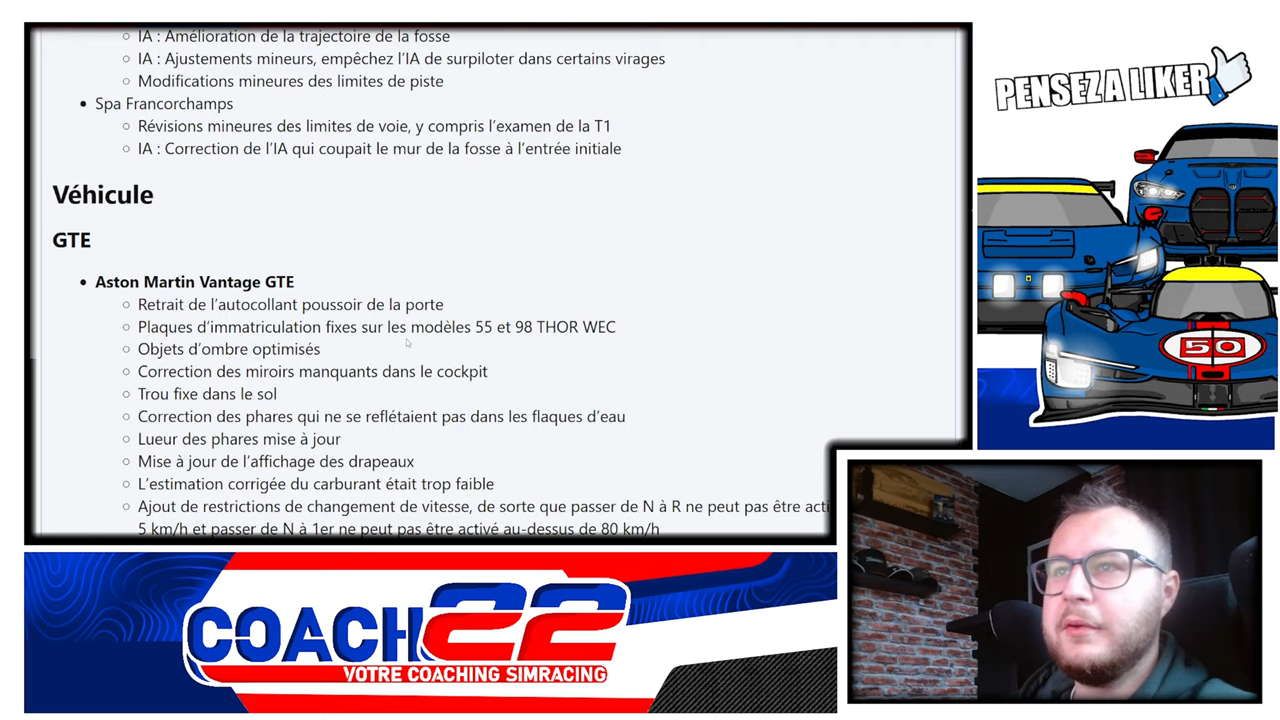 IA : Amélioration de la trajectoire de la fosse
IA : Ajustements mineurs, empêchez l'IA de surpiloter dans certains virages
Modifications mineures des limites de piste
Spa Francorchamps
Révisions mineures des limites de voie, y compris l'examen de la T1
IA : Correction de l'IA qui coupait le mur de la fosse à l'entrée initiale
Véhicule
GTE
Aston Martin Vantage GTE
Retrait de l'autocollant poussoir de la porte
Plaques d'immatriculation fixes sur les modèles 55 et 98 THOR WEC
Objets d'ombre optimisés
Correction des miroirs manquants dans le cockpit
Trou fixe dans le sol
Correction des phares qui ne se reflétaient pas dans les flaques d'eau
Lueur des phares mise à jour
Mise à jour de l'affichage des drapeaux
L'estimation corrigée du carburant était trop faible
Ajout de restrictions de changement de vitesse, de sorte que passer de N à R ne peut pas être acti
5 km/h et passer de N à 1er ne peut pas être activé au-dessus de 80 km/h
PENSEZ A LIKER
50
COACH22
VOTRE COACHING SIMRACING